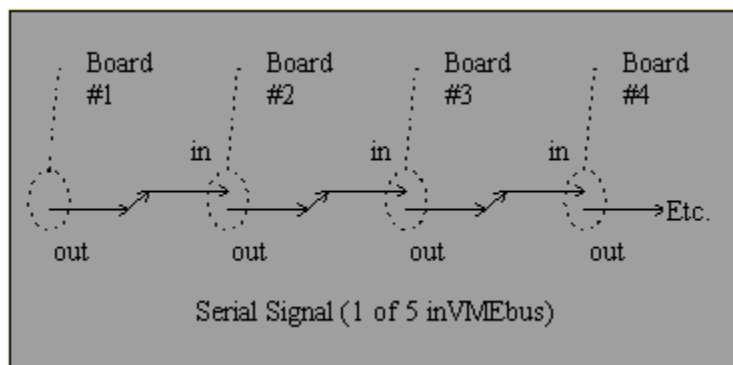 Board #1
Board #2
Board #3
Board #4
in
in
in
Etc.
out
out
out
out
Serial Signal (1 of 5 inVMEbus)